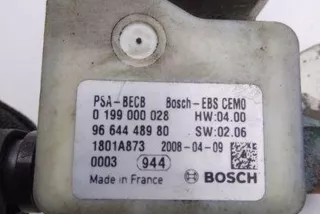 PSA-BECB Bosch-EBS CEMO
0 199 000 028 HW:04.00
96 644 489 80 SW:02.06
1801A873 2008-04-09
0003 944
Made in France BOSCH